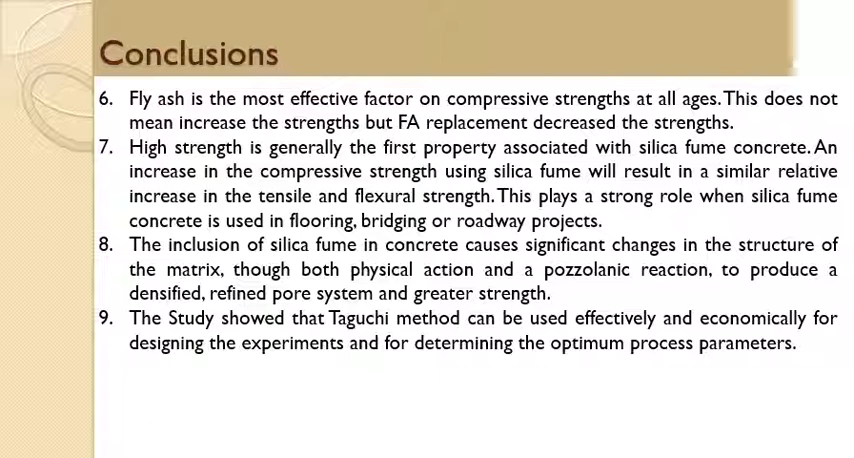 Conclusions
6. Fly ash is the most effective factor on compressive strengths at all ages. This does not
mean increase the strengths but FA replacement decreased the strengths.
7. High strength is generally the first property associated with silica fume concrete. An
increase in the compressive strength using silica fume will result in a similar relative
increase in the tensile and flexural strength. This plays a strong role when silica fume
concrete is used in flooring, bridging or roadway projects.
8. The inclusion of silica fume in concrete causes significant changes in the structure of
the matrix, though both physical action and a pozzolanic reaction, to produce a
densified, refined pore system and greater strength.
9. The Study showed that Taguchi method can be used effectively and economically for
designing the experiments and for determining the optimum process parameters.